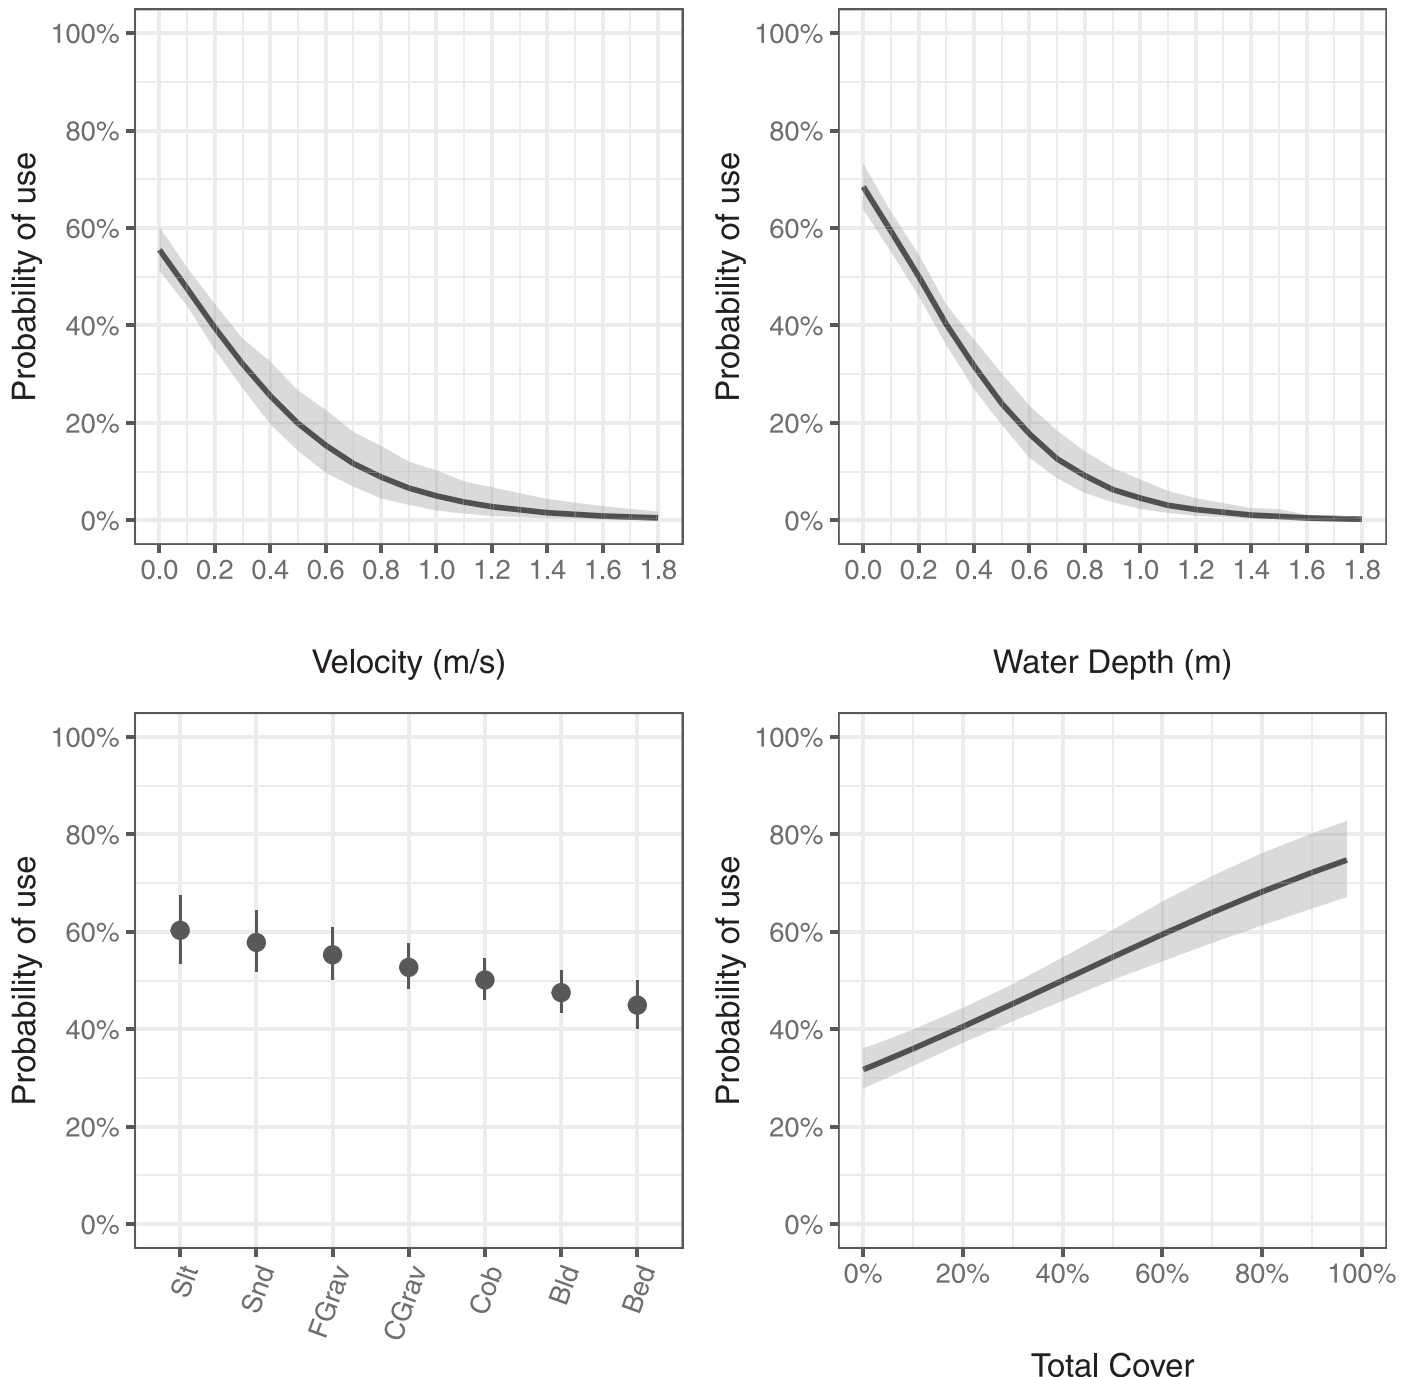 100%
80%
60%
40%
20%
0%
Probability of use
0.0 0.2 0.4 0.6 0.8 1.0 1.2 1.4 1.6 1.8
Velocity (m/s)
100%
80%
60%
40%
20%
0%
Probability of use
0.0 0.2 0.4 0.6 0.8 1.0 1.2 1.4 1.6 1.8
Water Depth (m)
100%
80%
60%
40%
20%
0%
Probability of use
Slt Snd FGrav CGrav Cob Bld Bed
100%
80%
60%
40%
20%
0%
Probability of use
0% 20% 40% 60% 80% 100%
Total Cover